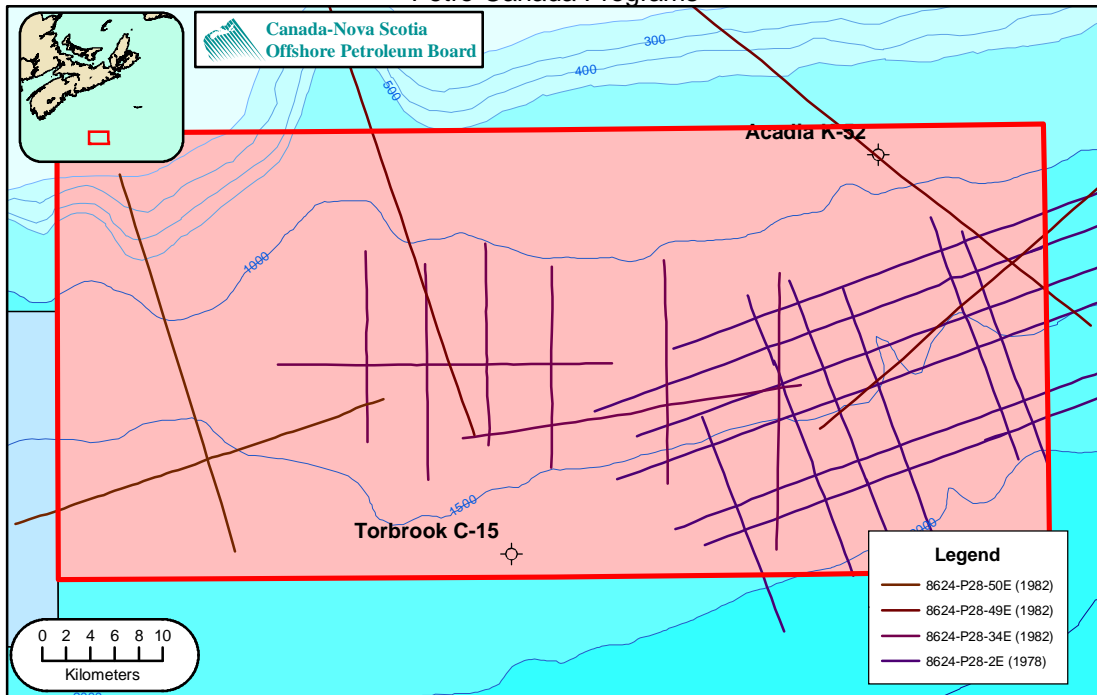 Petro-Canada Programs
Canada-Nova Scotia
Offshore Petroleum Board
300
400
500
Acadia K-52
1000
1500
Torbrook C-15
2000
Legend
8624-P28-50E (1982)
8624-P28-49E (1982)
8624-P28-34E (1982)
8624-P28-2E (1978)
0 2 4 6 8 10
Kilometers